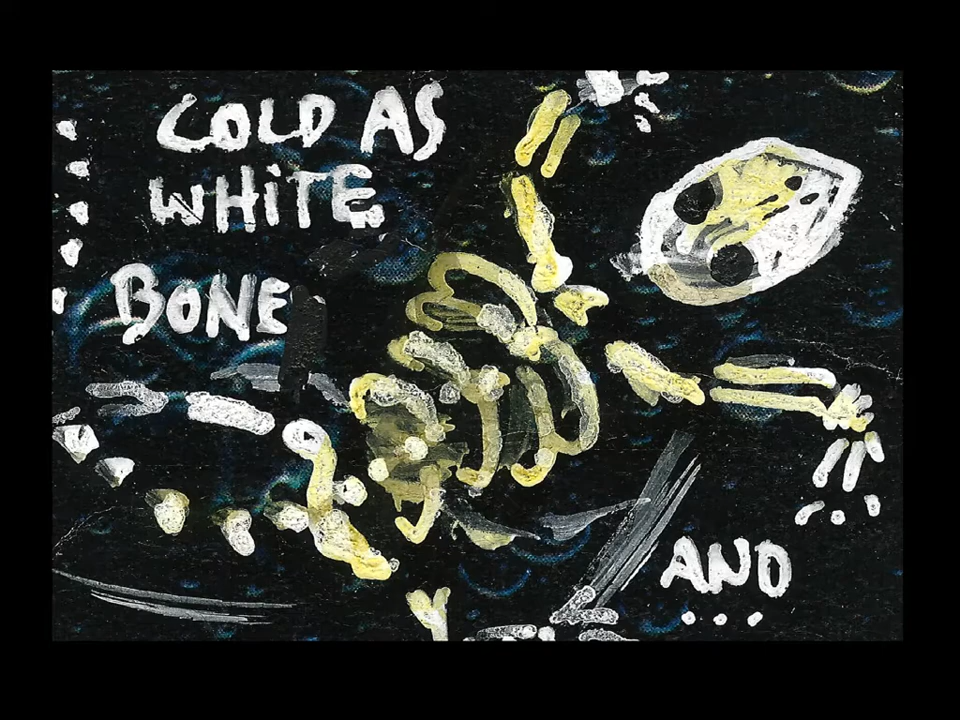 COLD AS
WHiTE
BONE
AND
...